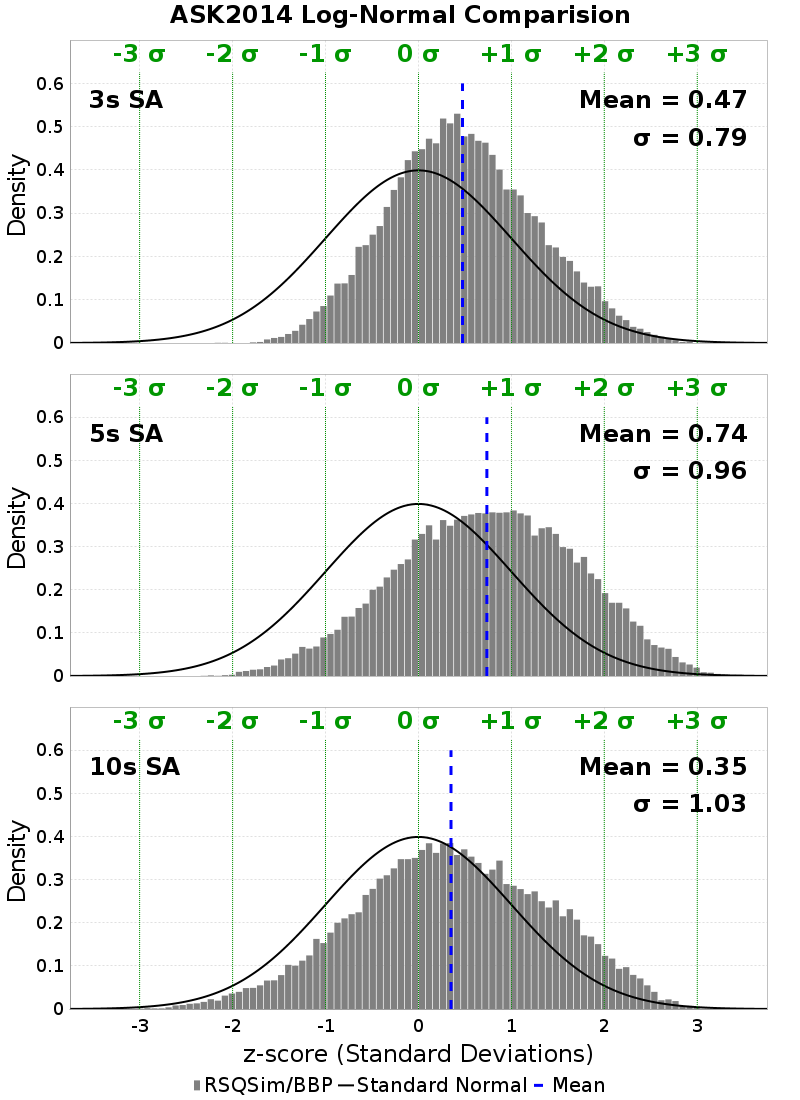 ASK2014 Log-Normal Comparision
-3 σ -2 σ -1 σ 0 σ +1 σ +2 σ +3 σ
3s SA
Mean = 0.47
σ = 0.79
0.6
0.5
0.4
0.3
0.2
0.1
0
Density
-3 σ -2 σ -1 σ 0 σ +1 σ +2 σ +3 σ
5s SA
Mean = 0.74
σ = 0.96
0.6
0.5
0.4
0.3
0.2
0.1
0
Density
-3 σ -2 σ -1 σ 0 σ +1 σ +2 σ +3 σ
10s SA
Mean = 0.35
σ = 1.03
0.6
0.5
0.4
0.3
0.2
0.1
0
Density
-3 -2 -1 0 1 2 3
z-score (Standard Deviations)
RSQSim/BBP Standard Normal Mean